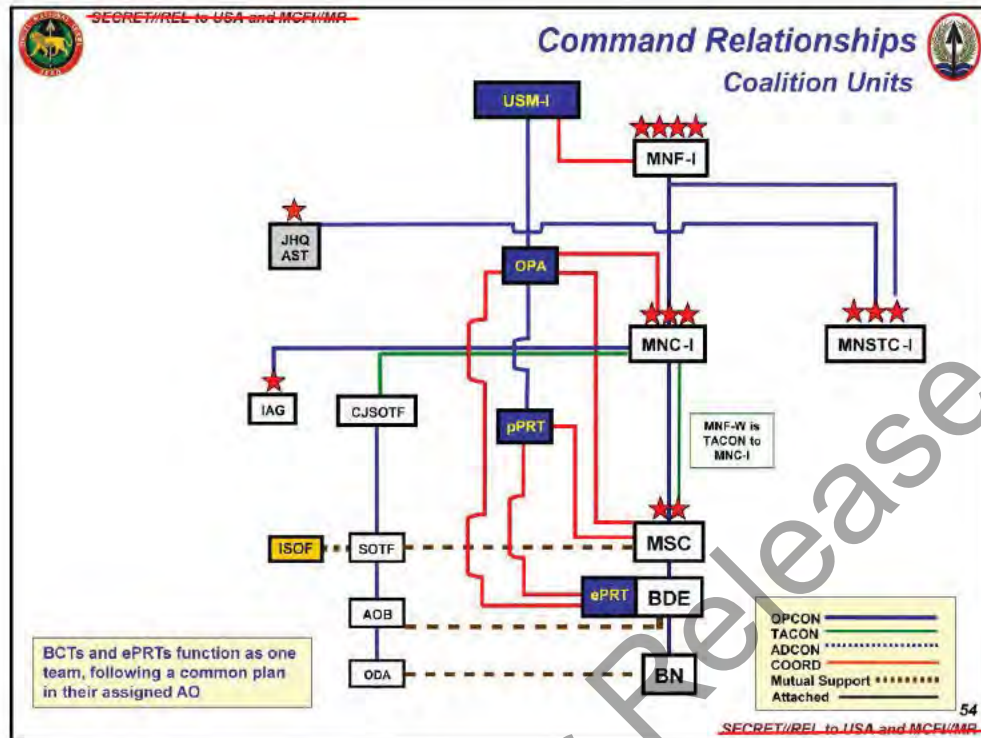 SECRET//REL to USA and MCFI//MR
Command Relationships
Coalition Units
USM-I
MNF-I
JHQ
AST
OPA
MNC-I
MNSTC-I
IAG
CJSOTF
pPRT
MNF-W is
TACON to
MNC-I
ISOF
SOTF
MSC
ePRT
BDE
AOB
ODA
BN
BCTs and ePRTs function as one
team, following a common plan
in their assigned AO
OPCON
TACON
ADCON
COORD
Mutual Support
Attached
54
SECRET//REL to USA and MCFI//MR
Release